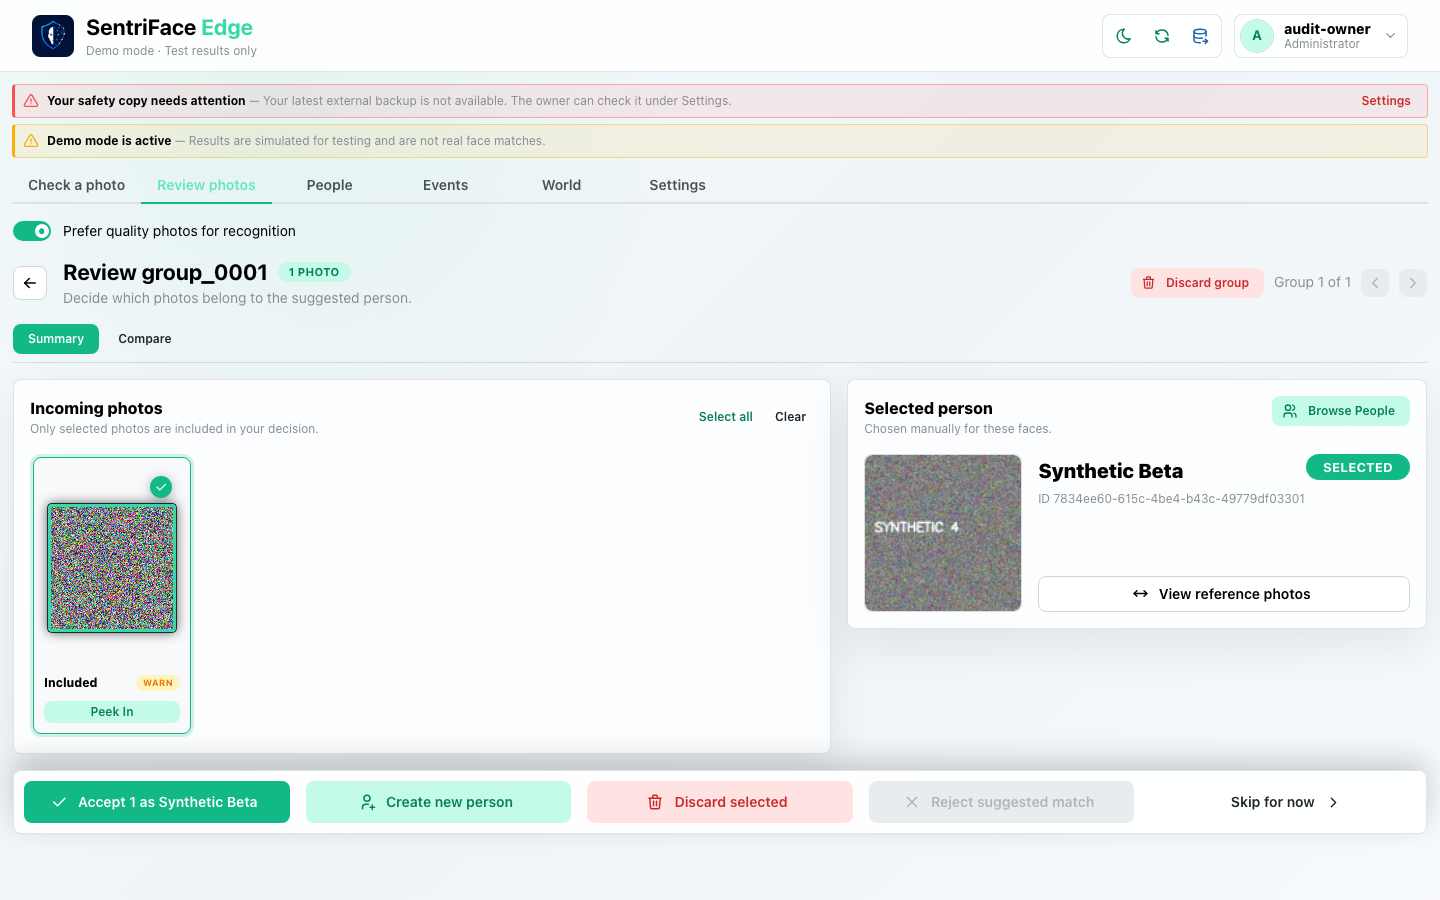 SentriFace Edge
Demo mode · Test results only
A
audit-owner
Administrator
Your safety copy needs attention — Your latest external backup is not available. The owner can check it under Settings.
Settings
Demo mode is active — Results are simulated for testing and are not real face matches.
Check a photo
Review photos
People
Events
World
Settings
Prefer quality photos for recognition
Review group_0001
1 PHOTO
Decide which photos belong to the suggested person.
Discard group
Group 1 of 1
Summary
Compare
Incoming photos
Only selected photos are included in your decision.
Select all
Clear
Included
WARN
Peek In
Selected person
Chosen manually for these faces.
Browse People
SYNTHETIC 4
Synthetic Beta
SELECTED
ID 7834ee60-615c-4be4-b43c-49779df03301
View reference photos
Accept 1 as Synthetic Beta
Create new person
Discard selected
Reject suggested match
Skip for now